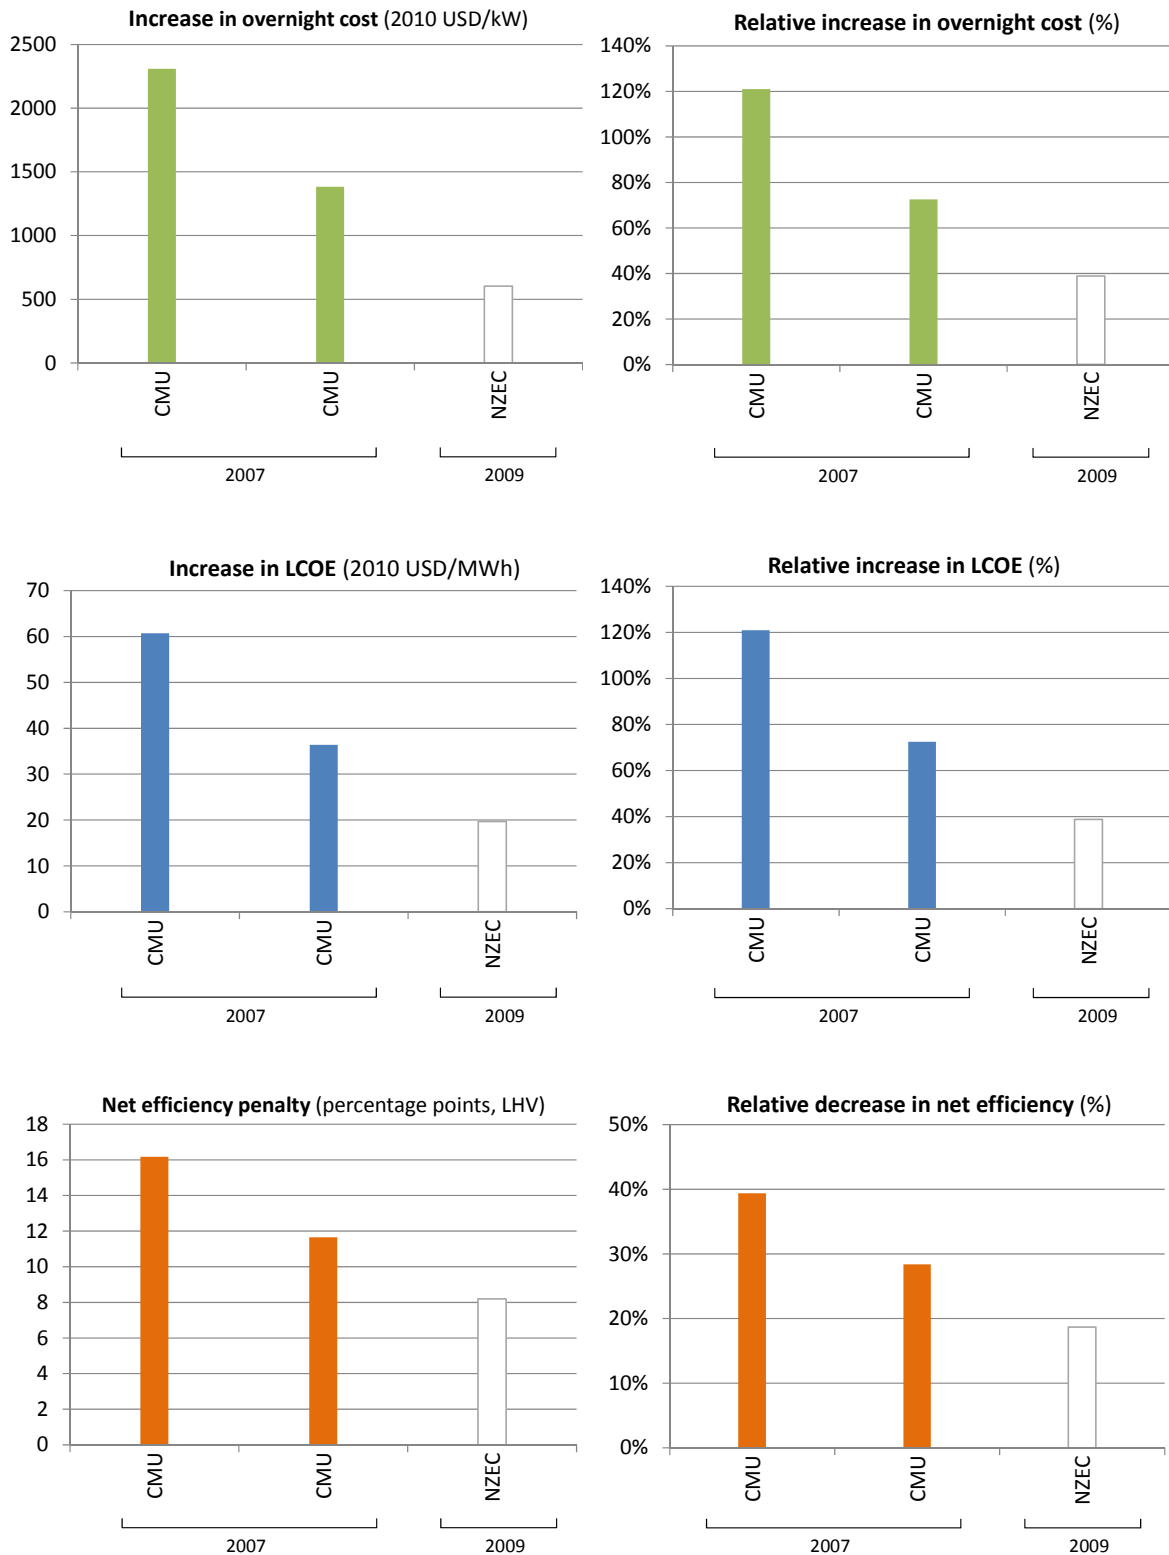 Increase in overnight cost (2010 USD/kW)
2500
2000
1500
1000
500
0
CMU
CMU
NZEC
2007
2009
Relative increase in overnight cost (%)
140%
120%
100%
80%
60%
40%
20%
0%
CMU
CMU
NZEC
2007
2009
Increase in LCOE (2010 USD/MWh)
70
60
50
40
30
20
10
0
CMU
CMU
NZEC
2007
2009
Relative increase in LCOE (%)
140%
120%
100%
80%
60%
40%
20%
0%
CMU
CMU
NZEC
2007
2009
Net efficiency penalty (percentage points, LHV)
18
16
14
12
10
8
6
4
2
0
CMU
CMU
NZEC
2007
2009
Relative decrease in net efficiency (%)
50%
40%
30%
20%
10%
0%
CMU
CMU
NZEC
2007
2009